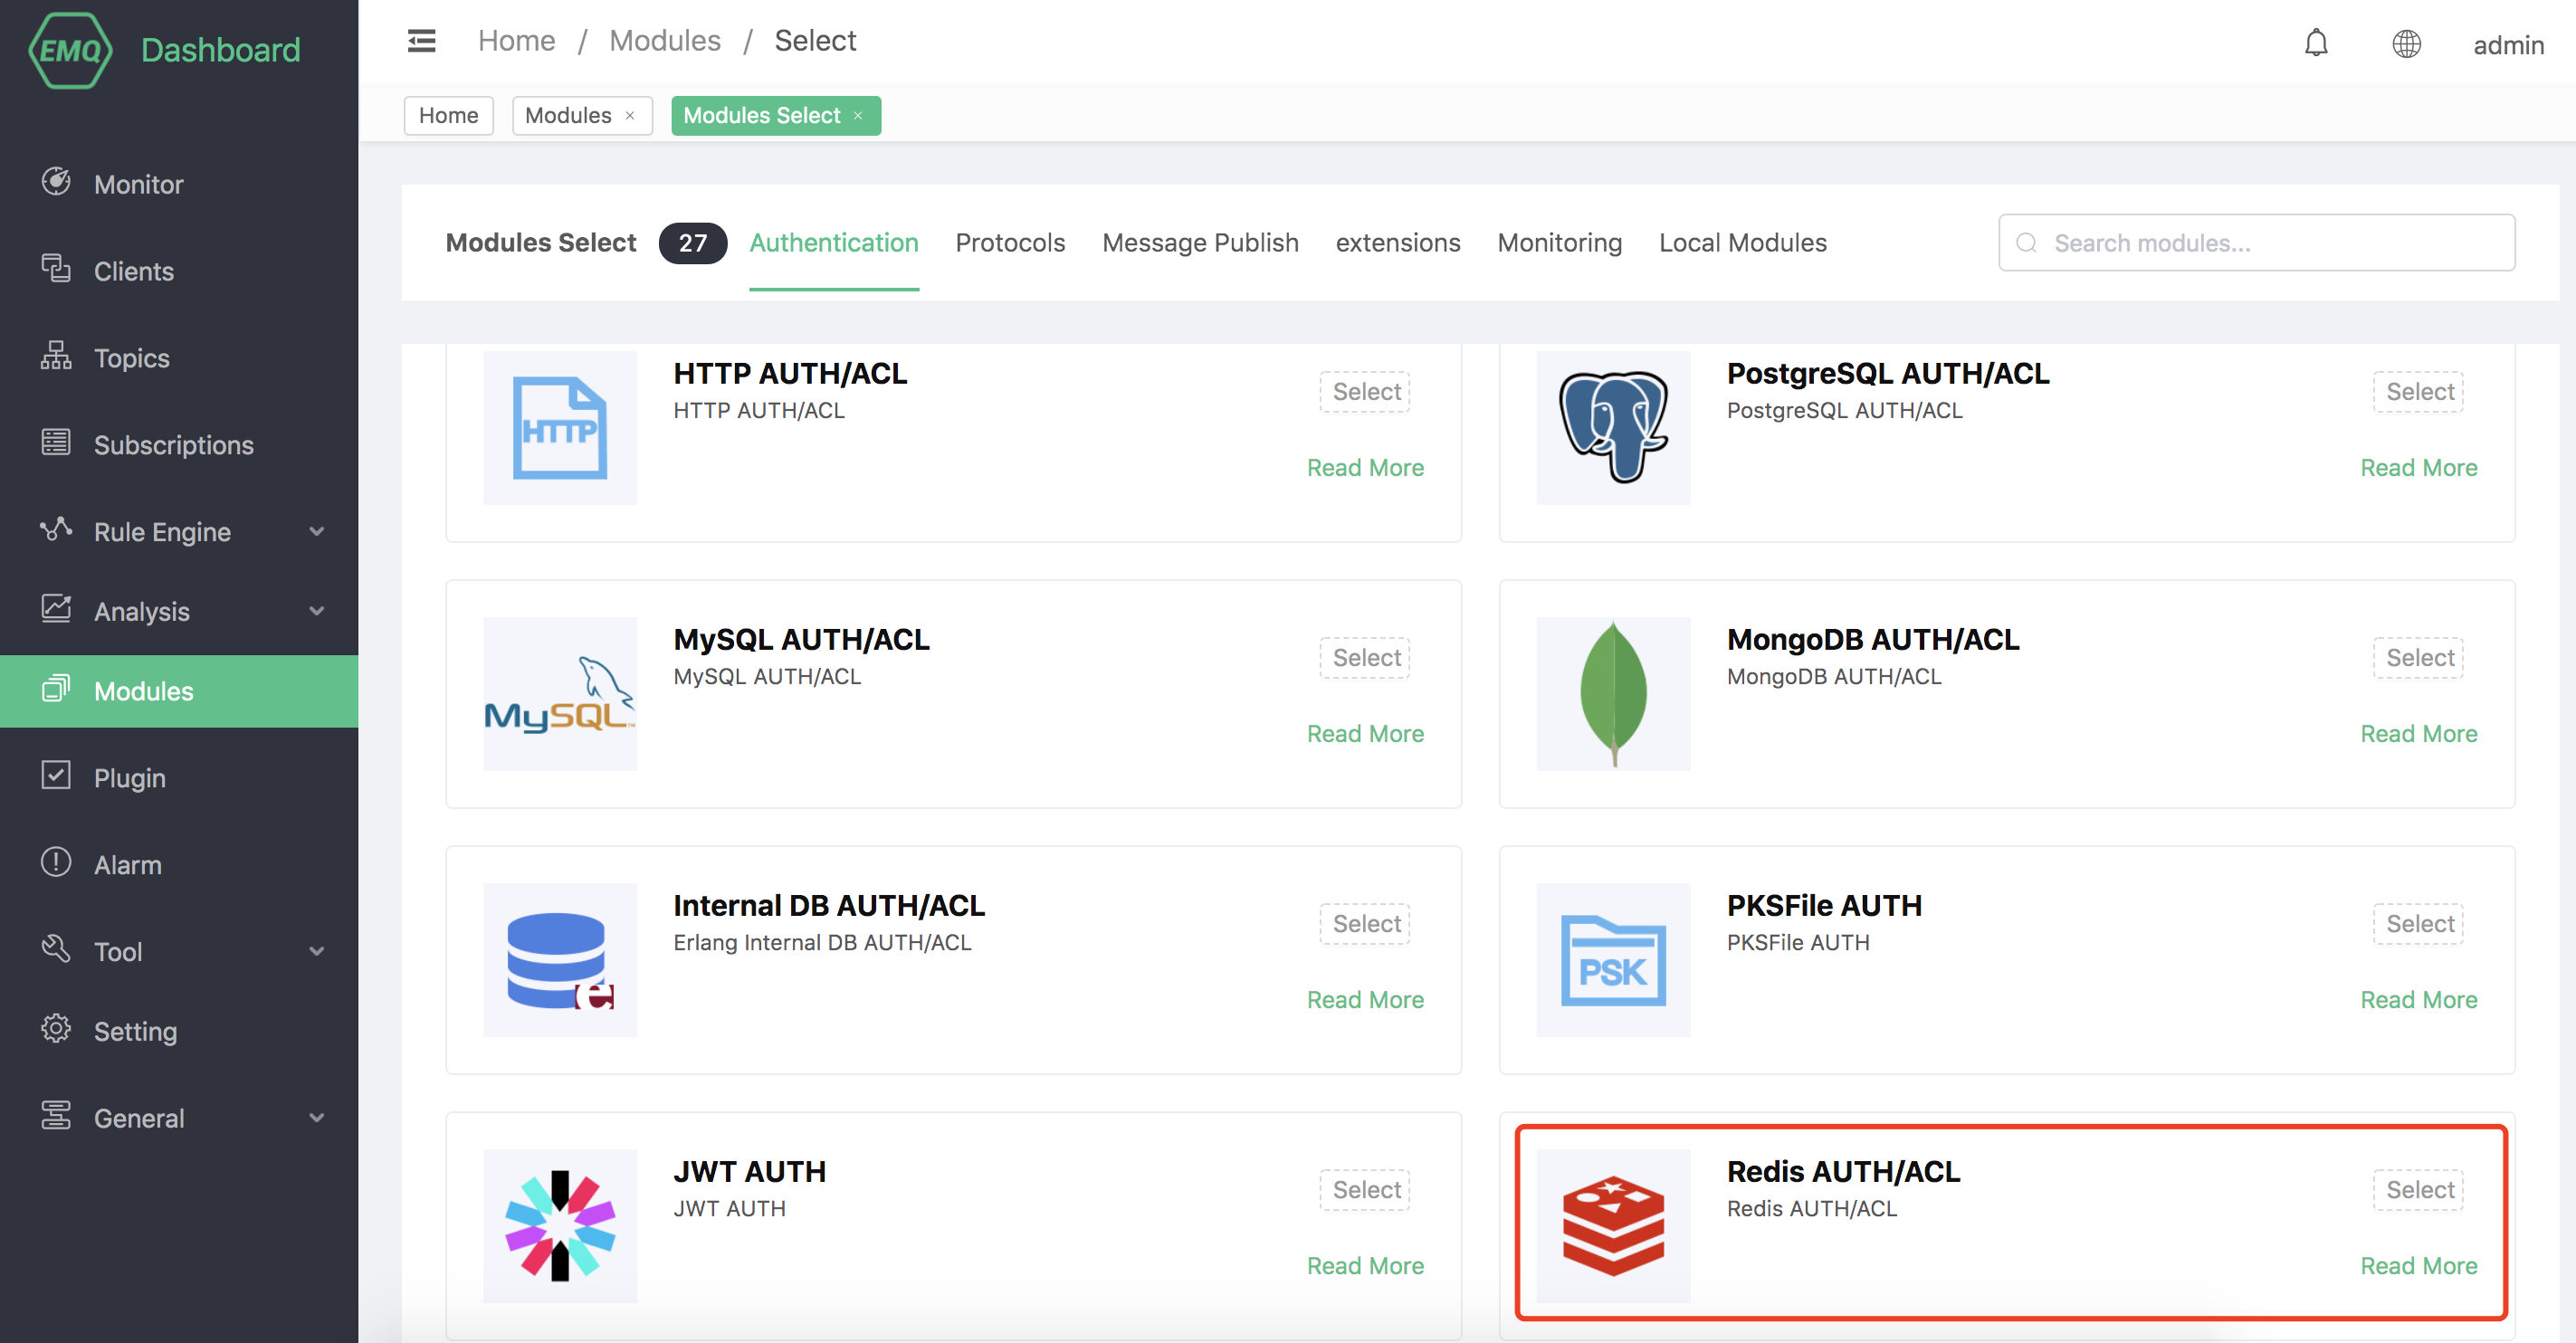 EMQ Dashboard
Home / Modules / Select
admin
Home
Modules ×
Modules Select ×
Monitor
Clients
Topics
Subscriptions
Rule Engine
Analysis
Modules
Plugin
Alarm
Tool
Setting
General
Modules Select 27 Authentication Protocols Message Publish extensions Monitoring Local Modules
Search modules...
HTTP
HTTP AUTH/ACL
HTTP AUTH/ACL
Select
Read More
PostgreSQL AUTH/ACL
PostgreSQL AUTH/ACL
Select
Read More
MySQL
MySQL AUTH/ACL
MySQL AUTH/ACL
Select
Read More
MongoDB AUTH/ACL
MongoDB AUTH/ACL
Select
Read More
e
Internal DB AUTH/ACL
Erlang Internal DB AUTH/ACL
Select
Read More
PSK
PKSFile AUTH
PKSFile AUTH
Select
Read More
JWT AUTH
JWT AUTH
Select
Read More
Redis AUTH/ACL
Redis AUTH/ACL
Select
Read More